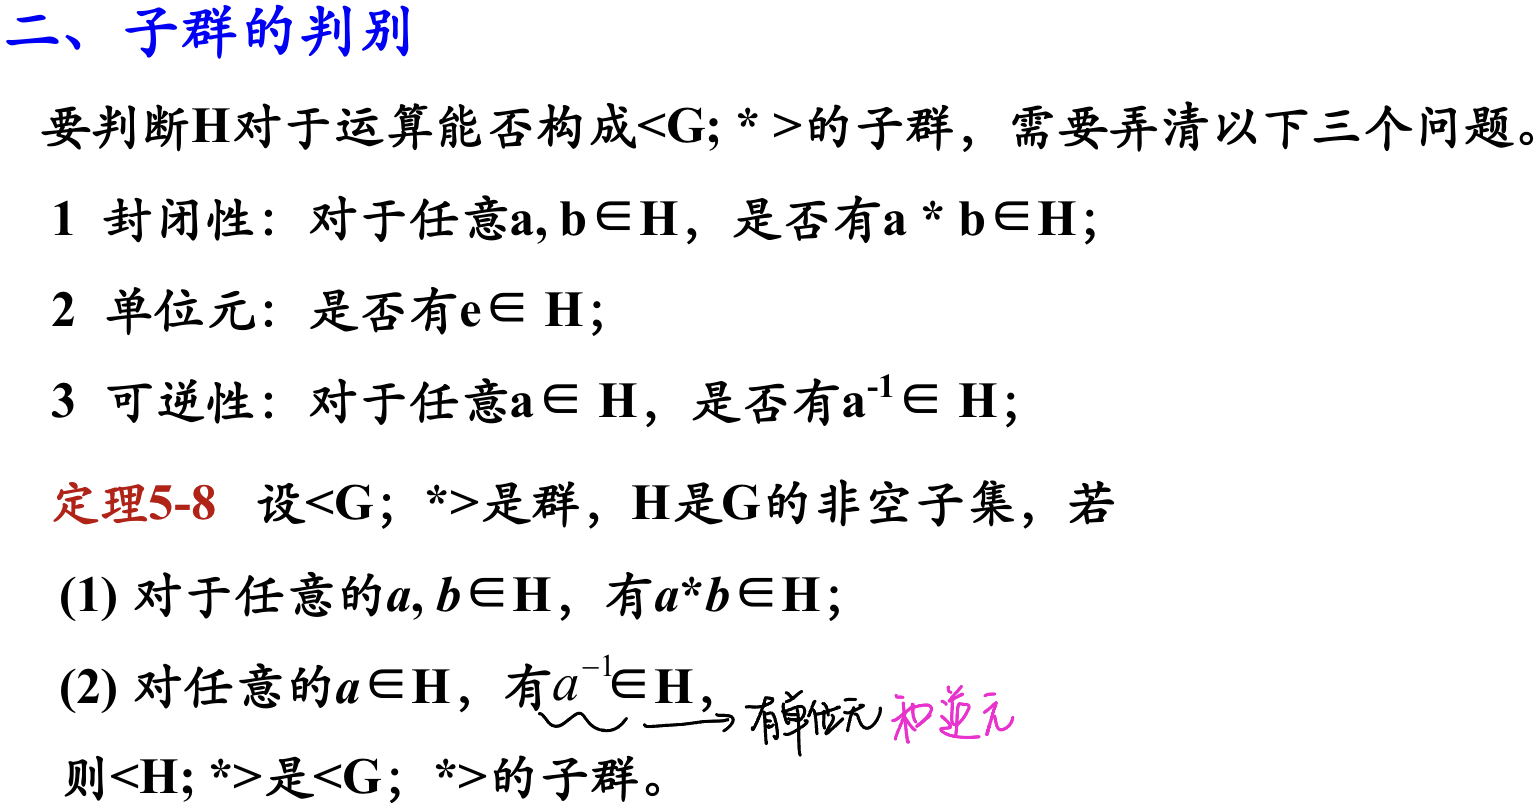 二、子群的判别
要判断H对于运算能否构成<G; * >的子群，需要弄清以下三个问题。
1 封闭性：对于任意a, b∈H，是否有a * b∈H；
2 单位元：是否有e∈ H；
3 可逆性：对于任意a∈ H，是否有a⁻¹∈ H；
定理5-8 设<G；*>是群，H是G的非空子集，若
(1) 对于任意的a, b∈H，有a*b∈H；
(2) 对任意的a∈H，有a⁻¹∈H，
有单位元 和逆元
则<H; *>是<G；*>的子群。